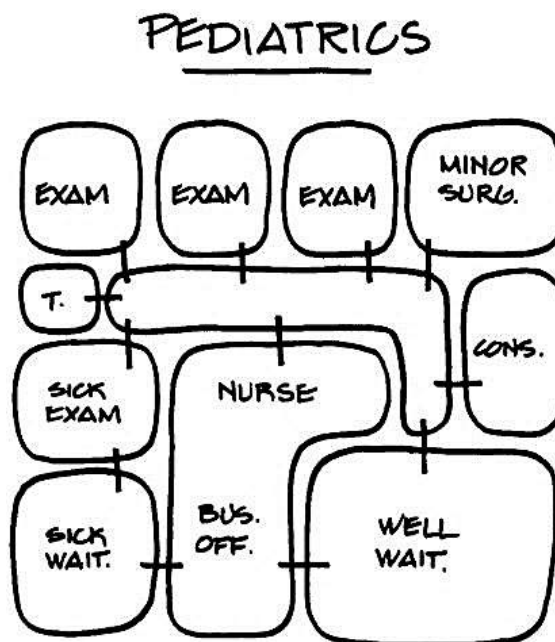 PEDIATRICS
EXAM
EXAM
EXAM
MINOR
SURG.
T.
CONS.
SICK
EXAM
NURSE
SICK
WAIT.
BUS.
OFF.
WELL
WAIT.